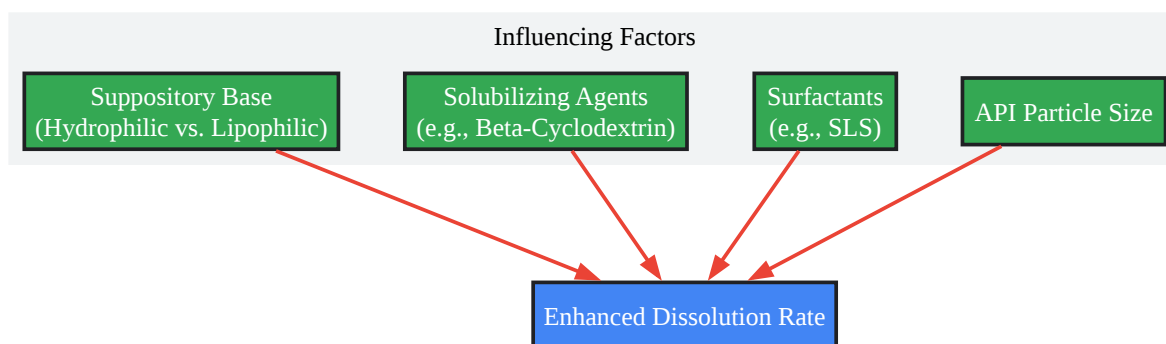 Influencing Factors
Suppository Base
(Hydrophilic vs. Lipophilic)
Solubilizing Agents
(e.g., Beta-Cyclodextrin)
Surfactants
(e.g., SLS)
API Particle Size
Enhanced Dissolution Rate